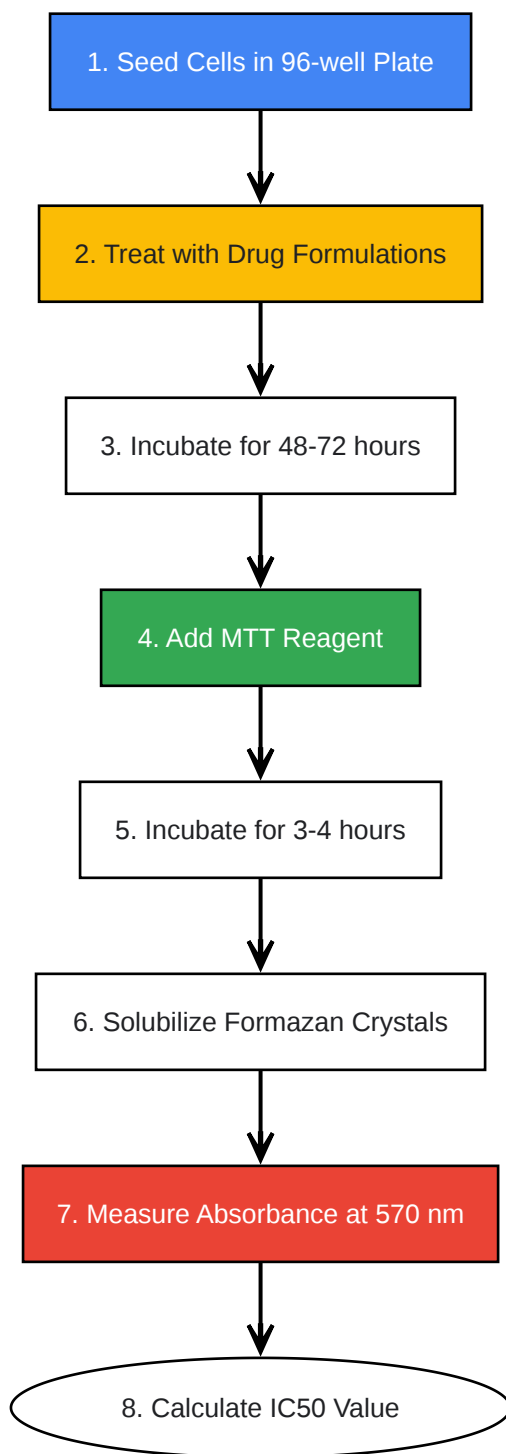 1. Seed Cells in 96-well Plate
2. Treat with Drug Formulations
3. Incubate for 48-72 hours
4. Add MTT Reagent
5. Incubate for 3-4 hours
6. Solubilize Formazan Crystals
7. Measure Absorbance at 570 nm
8. Calculate IC50 Value